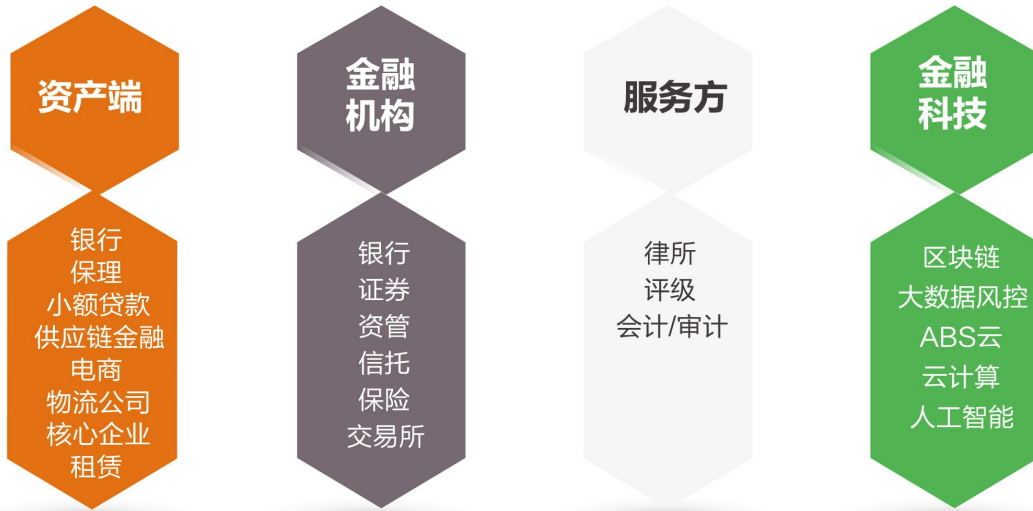 资产端
银行
保理
小额贷款
供应链金融
电商
物流公司
核心企业
租赁
金融
机构
银行
证券
资管
信托
保险
交易所
服务方
律所
评级
会计/审计
金融
科技
区块链
大数据风控
ABS云
云计算
人工智能